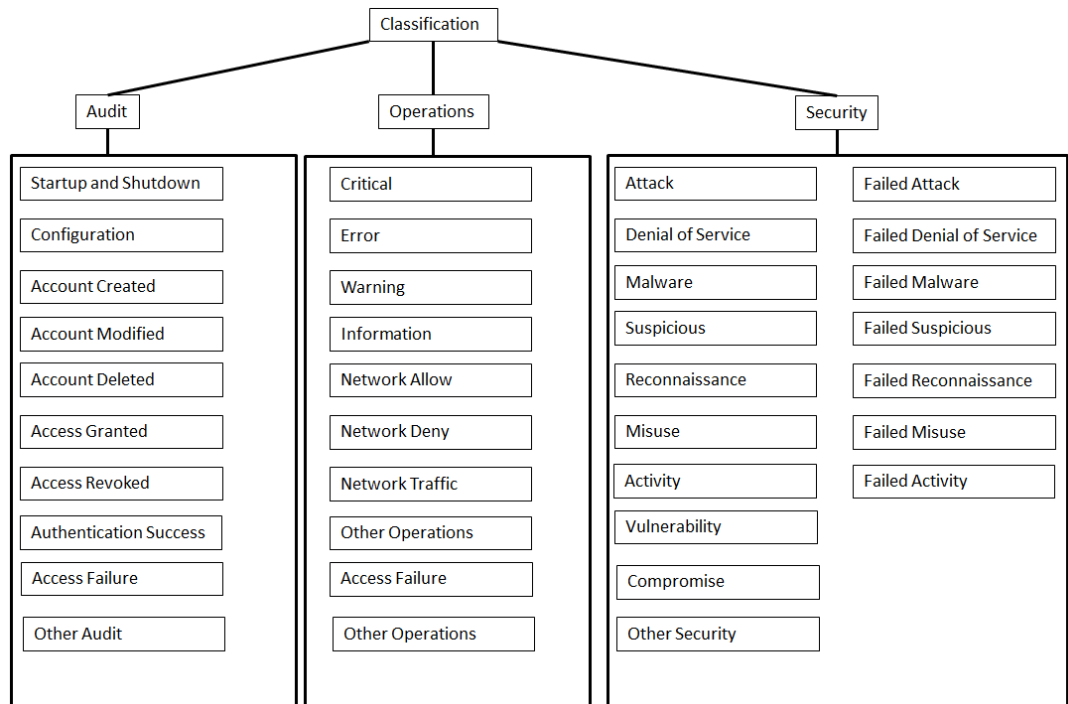 Classification
Audit
Operations
Security
Startup and Shutdown
Configuration
Account Created
Account Modified
Account Deleted
Access Granted
Access Revoked
Authentication Success
Access Failure
Other Audit
Critical
Error
Warning
Information
Network Allow
Network Deny
Network Traffic
Other Operations
Access Failure
Other Operations
Attack
Denial of Service
Malware
Suspicious
Reconnaissance
Misuse
Activity
Vulnerability
Compromise
Other Security
Failed Attack
Failed Denial of Service
Failed Malware
Failed Suspicious
Failed Reconnaissance
Failed Misuse
Failed Activity